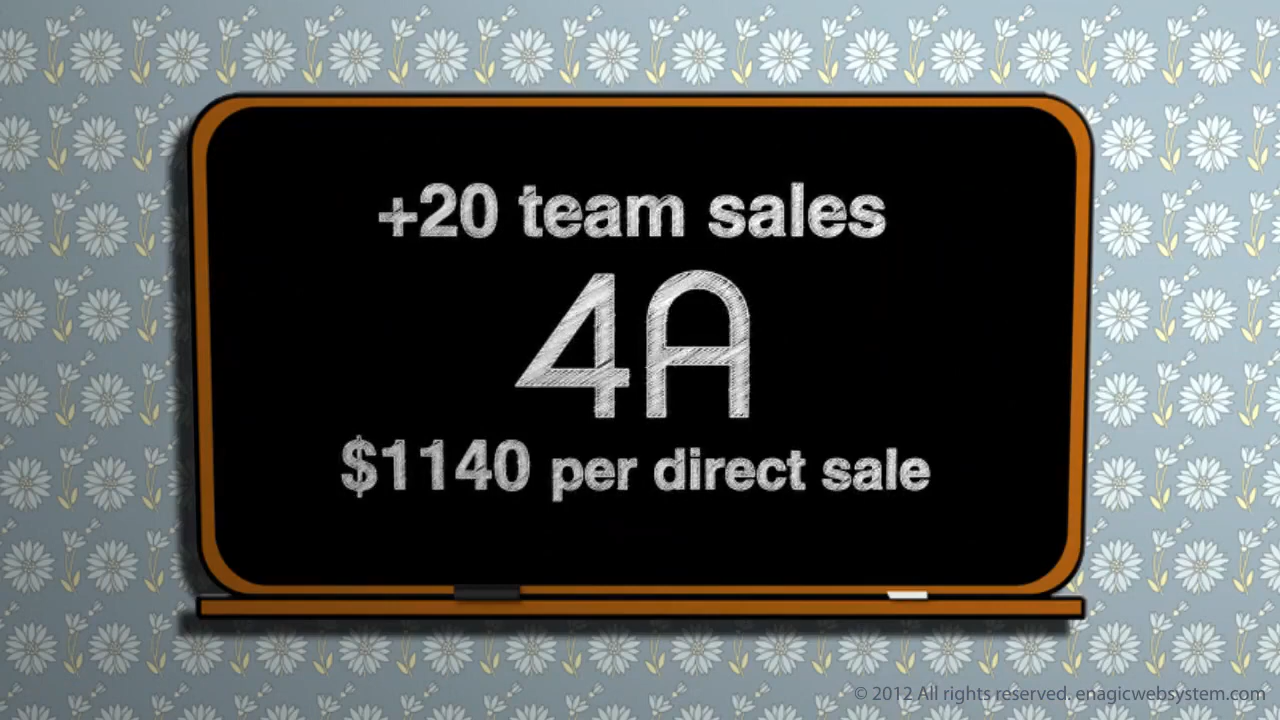 +20 team sales
4A
$1140 per direct sale
© 2012 All rights reserved. enagicwebsystem.com